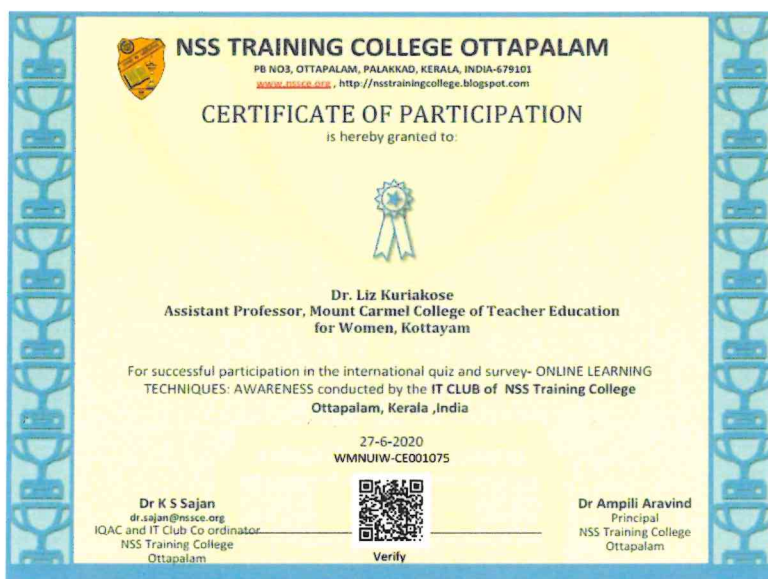 NSS TRAINING COLLEGE OTTAPALAM
PB NO3, OTTAPALAM, PALAKKAD, KERALA, INDIA-679101
www.nssce.org , http://nsstrainingcollege.blogspot.com
CERTIFICATE OF PARTICIPATION
is hereby granted to:
Dr. Liz Kuriakose
Assistant Professor, Mount Carmel College of Teacher Education
for Women, Kottayam
For successful participation in the international quiz and survey- ONLINE LEARNING
TECHNIQUES: AWARENESS conducted by the IT CLUB of NSS Training College
Ottapalam, Kerala ,India
27-6-2020
WMNUIW-CE001075
Dr K S Sajan
dr.sajan@nssce.org
IQAC and IT Club Co ordinator
NSS Training College
Ottapalam
Verify
Dr Ampili Aravind
Principal
NSS Training College
Ottapalam